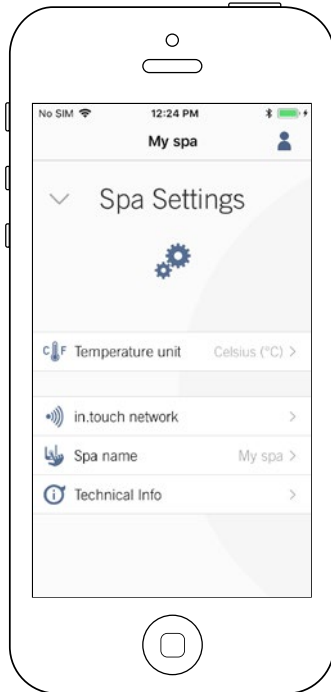 No SIM 12:24 PM
My spa
Spa Settings
C F Temperature unit Celsius (°C) >
in.touch network >
Spa name My spa >
Technical Info >